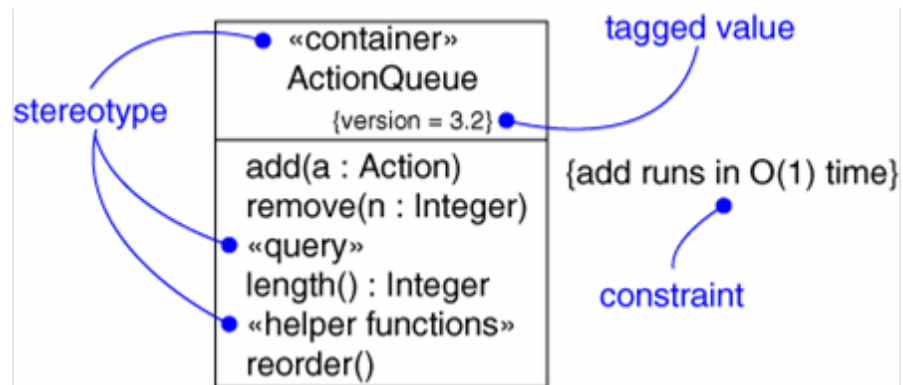 «container»
ActionQueue
{version = 3.2}
tagged value
stereotype
add(a : Action)
remove(n : Integer)
«query»
length() : Integer
«helper functions»
reorder()
{add runs in O(1) time}
constraint